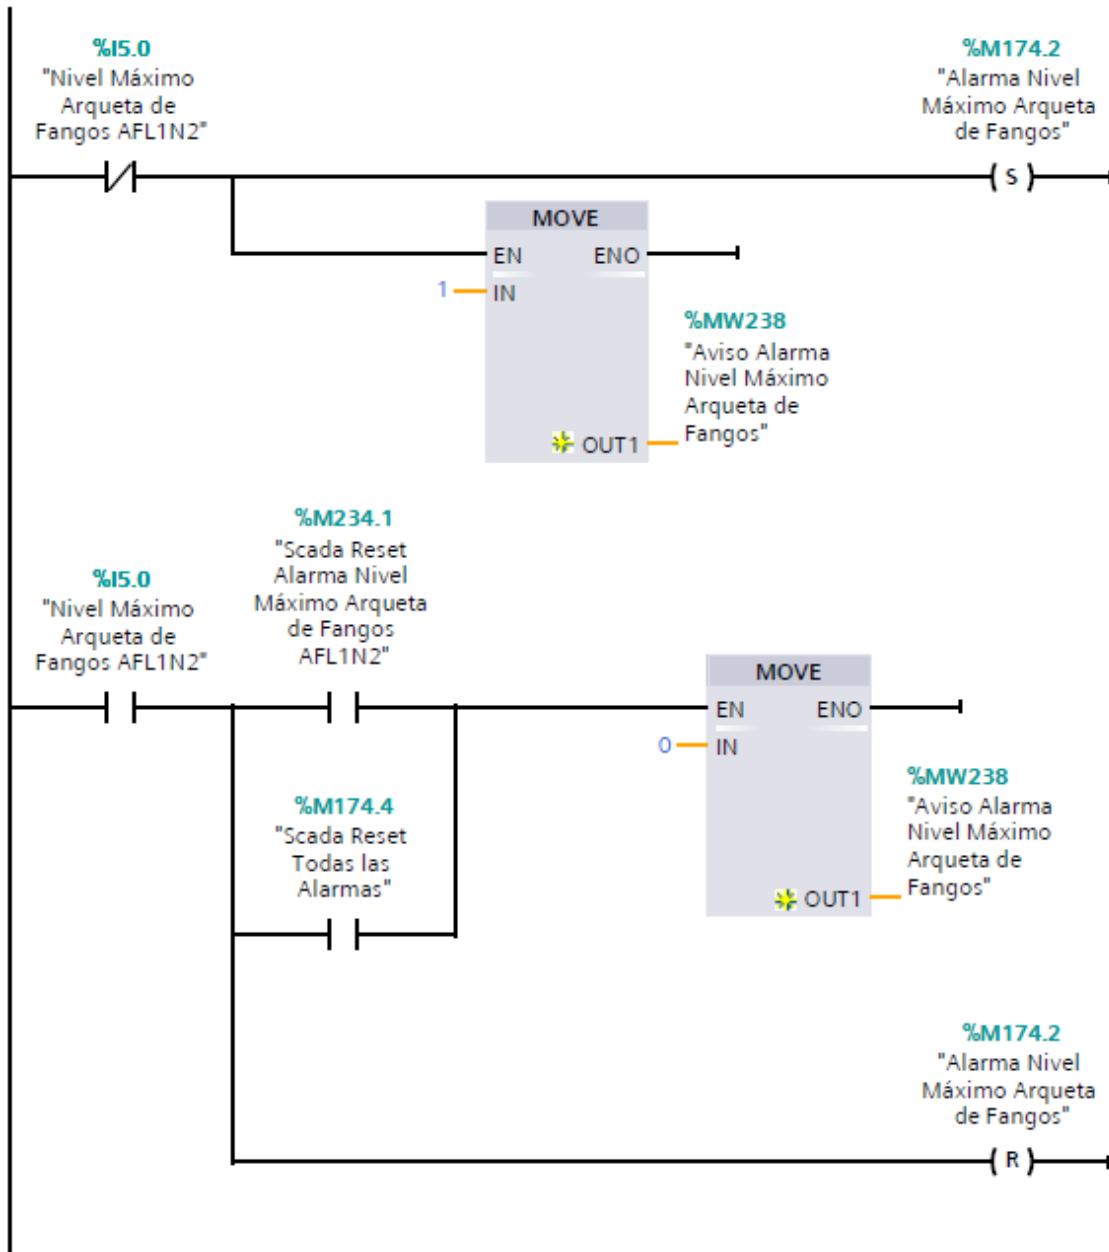 %I5.0
"Nivel Máximo
Arqueta de
Fangos AFL1N2"
%M174.2
"Alarma Nivel
Máximo Arqueta
de Fangos"
S
MOVE
EN ENO
1 IN
%MW238
"Aviso Alarma
Nivel Máximo
Arqueta de
Fangos"
OUT1
%M234.1
"Scada Reset
Alarma Nivel
Máximo Arqueta
de Fangos
AFL1N2"
%I5.0
"Nivel Máximo
Arqueta de
Fangos AFL1N2"
MOVE
EN ENO
0 IN
%MW238
"Aviso Alarma
Nivel Máximo
Arqueta de
Fangos"
OUT1
%M174.4
"Scada Reset
Todas las
Alarmas"
%M174.2
"Alarma Nivel
Máximo Arqueta
de Fangos"
R